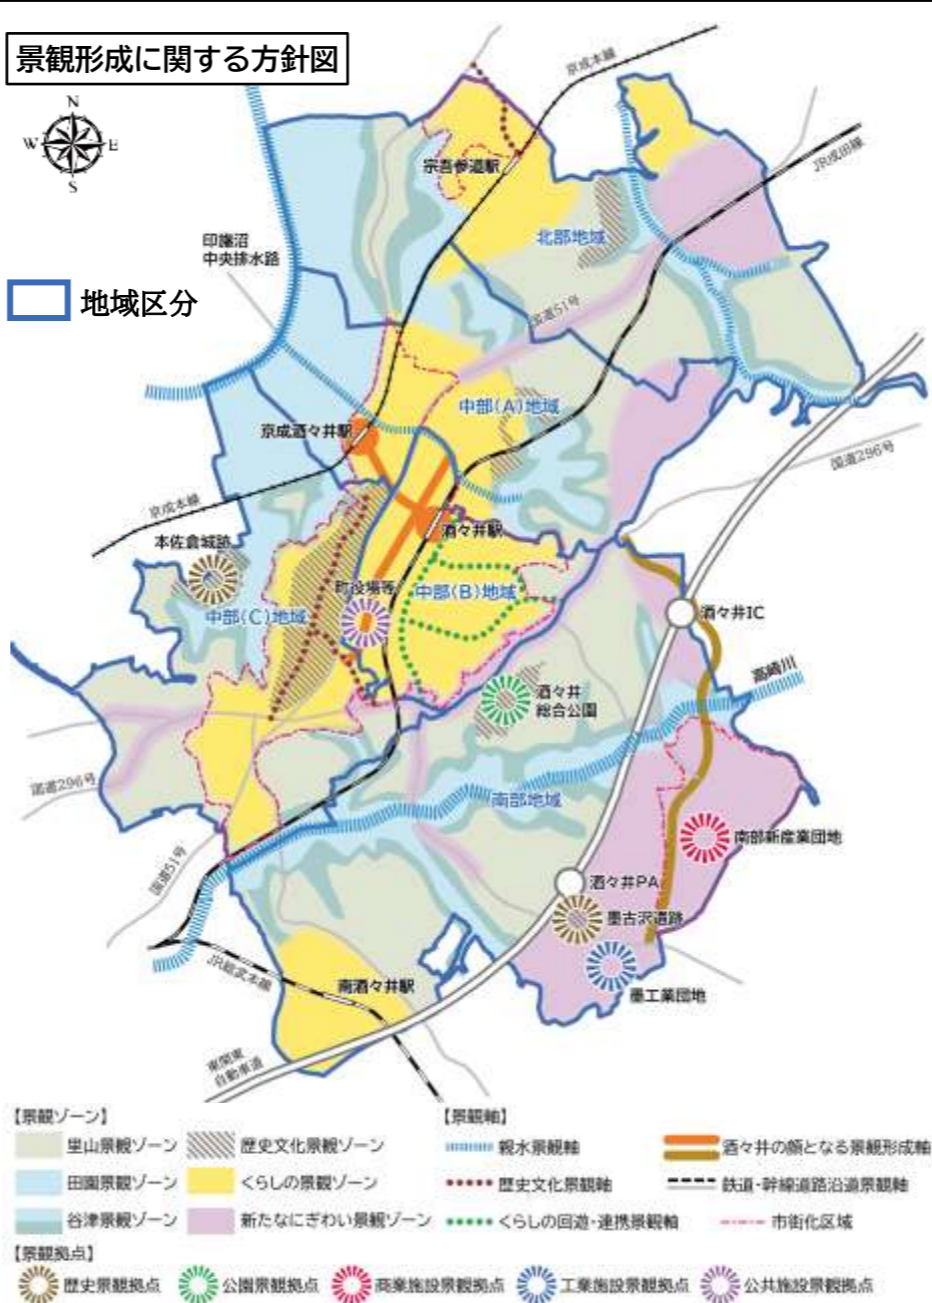 景観形成に関する方針図
N
W
E
S
京成本線
JR成田線
宗吾参道駅
印旛沼
中央排水路
北部地域
地域区分
国道51号
中部(A)地域
京成酒々井駅
国道296号
京成本線
酒々井駅
本佐倉城跡
町役場等
中部(B)地域
中部(C)地域
酒々井IC
高崎川
酒々井
総合公園
国道296号
南部地域
南部新産業団地
国道51号
酒々井PA
墨古沢遺跡
JR総武本線
南酒々井駅
墨工業団地
東関東
自動車道
【景観ゾーン】
【景観軸】
里山景観ゾーン
歴史文化景観ゾーン
親水景観軸
酒々井の顔となる景観形成軸
田園景観ゾーン
くらしの景観ゾーン
歴史文化景観軸
鉄道・幹線道路沿道景観軸
谷津景観ゾーン
新たなにぎわい景観ゾーン
くらしの回遊・連携景観軸
市街化区域
【景観拠点】
歴史景観拠点
公園景観拠点
商業施設景観拠点
工業施設景観拠点
公共施設景観拠点